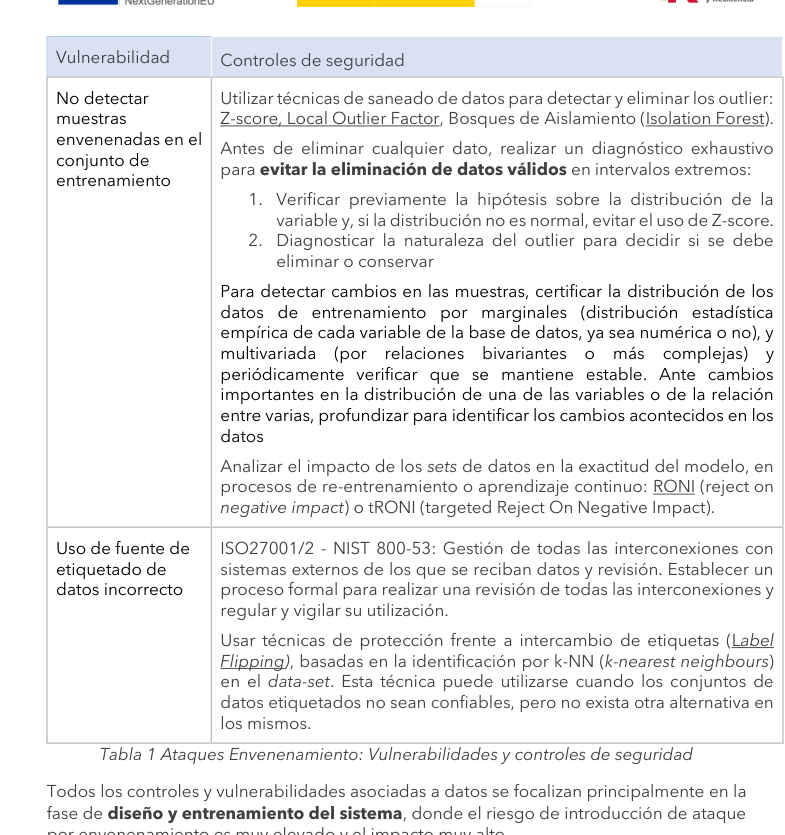 NextGenerationEU
y Resiliencia
Vulnerabilidad
Controles de seguridad
No detectar
muestras
envenenadas en el
conjunto de
entrenamiento
Utilizar técnicas de saneado de datos para detectar y eliminar los outlier:
Z-score, Local Outlier Factor, Bosques de Aislamiento (Isolation Forest).
Antes de eliminar cualquier dato, realizar un diagnóstico exhaustivo
para evitar la eliminación de datos válidos en intervalos extremos:
1. Verificar previamente la hipótesis sobre la distribución de la
variable y, si la distribución no es normal, evitar el uso de Z-score.
2. Diagnosticar la naturaleza del outlier para decidir si se debe
eliminar o conservar
Para detectar cambios en las muestras, certificar la distribución de los
datos de entrenamiento por marginales (distribución estadística
empírica de cada variable de la base de datos, ya sea numérica o no), y
multivariada (por relaciones bivariantes o más complejas) y
periódicamente verificar que se mantiene estable. Ante cambios
importantes en la distribución de una de las variables o de la relación
entre varias, profundizar para identificar los cambios acontecidos en los
datos
Analizar el impacto de los sets de datos en la exactitud del modelo, en
procesos de re-entrenamiento o aprendizaje continuo: RONI (reject on
negative impact) o tRONI (targeted Reject On Negative Impact).
Uso de fuente de
etiquetado de
datos incorrecto
ISO27001/2 - NIST 800-53: Gestión de todas las interconexiones con
sistemas externos de los que se reciban datos y revisión. Establecer un
proceso formal para realizar una revisión de todas las interconexiones y
regular y vigilar su utilización.
Usar técnicas de protección frente a intercambio de etiquetas (Label
Flipping), basadas en la identificación por k-NN (k-nearest neighbours)
en el data-set. Esta técnica puede utilizarse cuando los conjuntos de
datos etiquetados no sean confiables, pero no exista otra alternativa en
los mismos.
Tabla 1 Ataques Envenenamiento: Vulnerabilidades y controles de seguridad
Todos los controles y vulnerabilidades asociadas a datos se focalizan principalmente en la
fase de diseño y entrenamiento del sistema, donde el riesgo de introducción de ataque
por envenenamiento es muy elevado y el impacto muy alto.